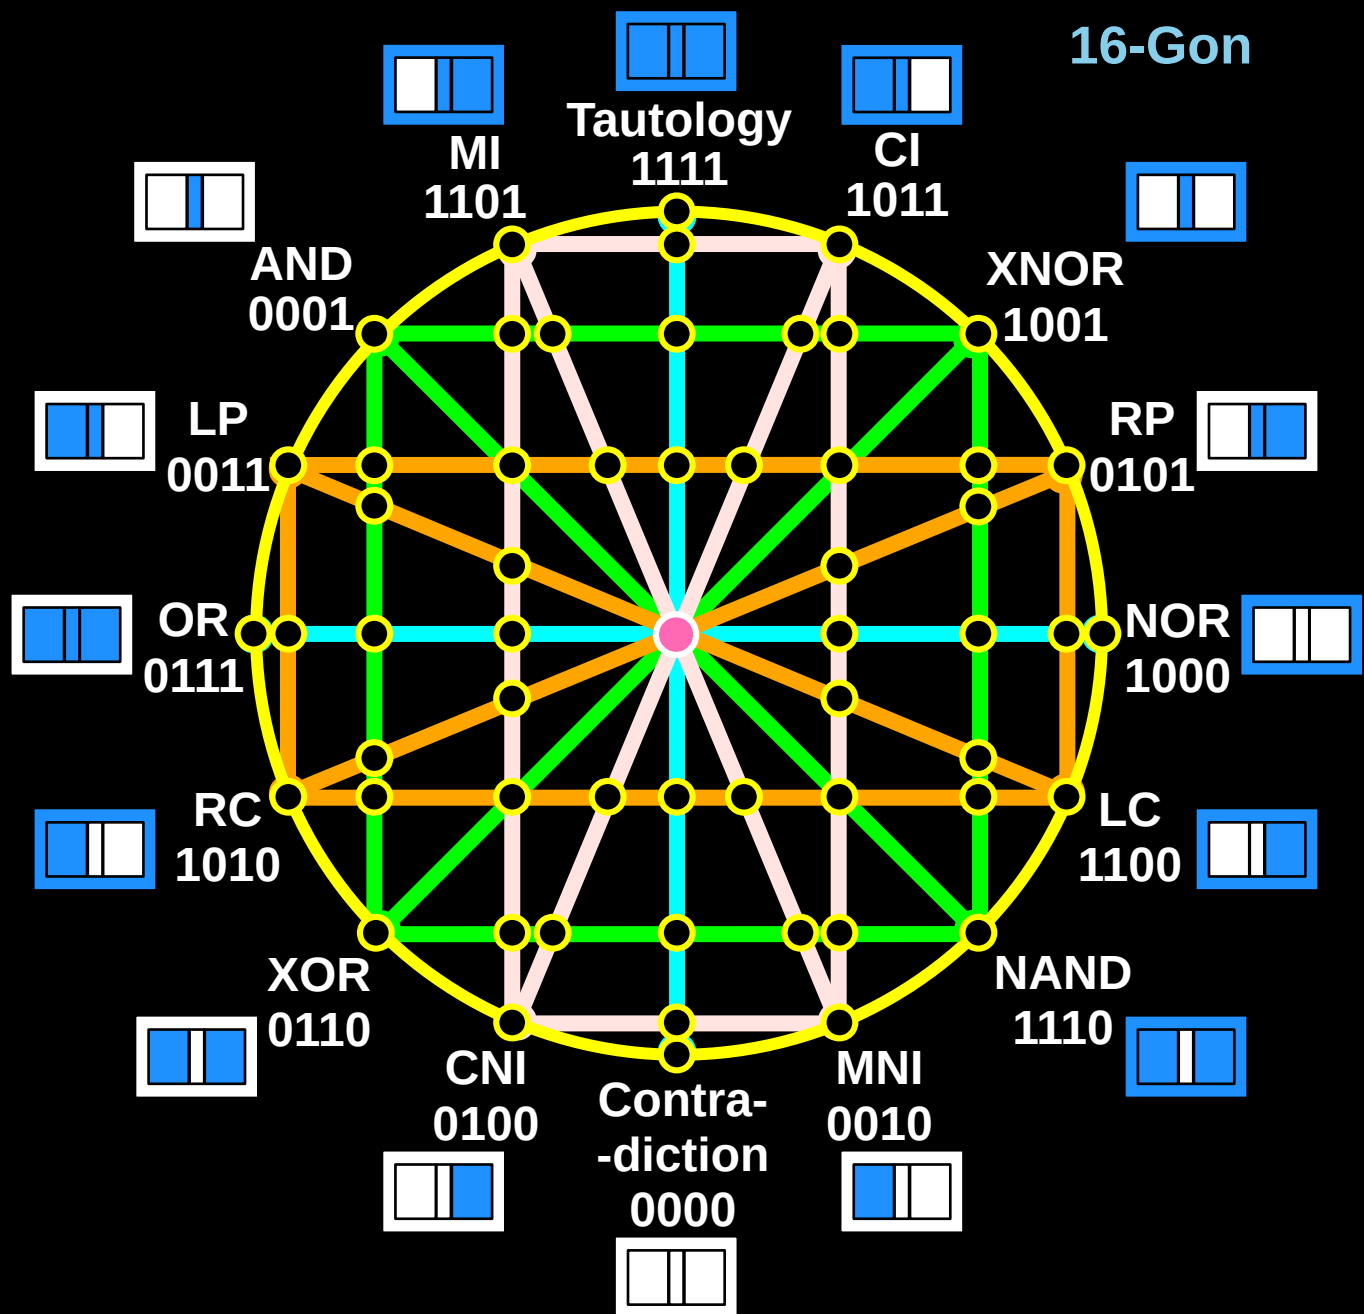 16-Gon
Tautology
1111
MI
1101
CI
1011
AND
0001
XNOR
1001
LP
0011
RP
0101
OR
0111
NOR
1000
RC
1010
LC
1100
XOR
0110
NAND
1110
CNI
0100
MNI
0010
Contra-
-diction
0000